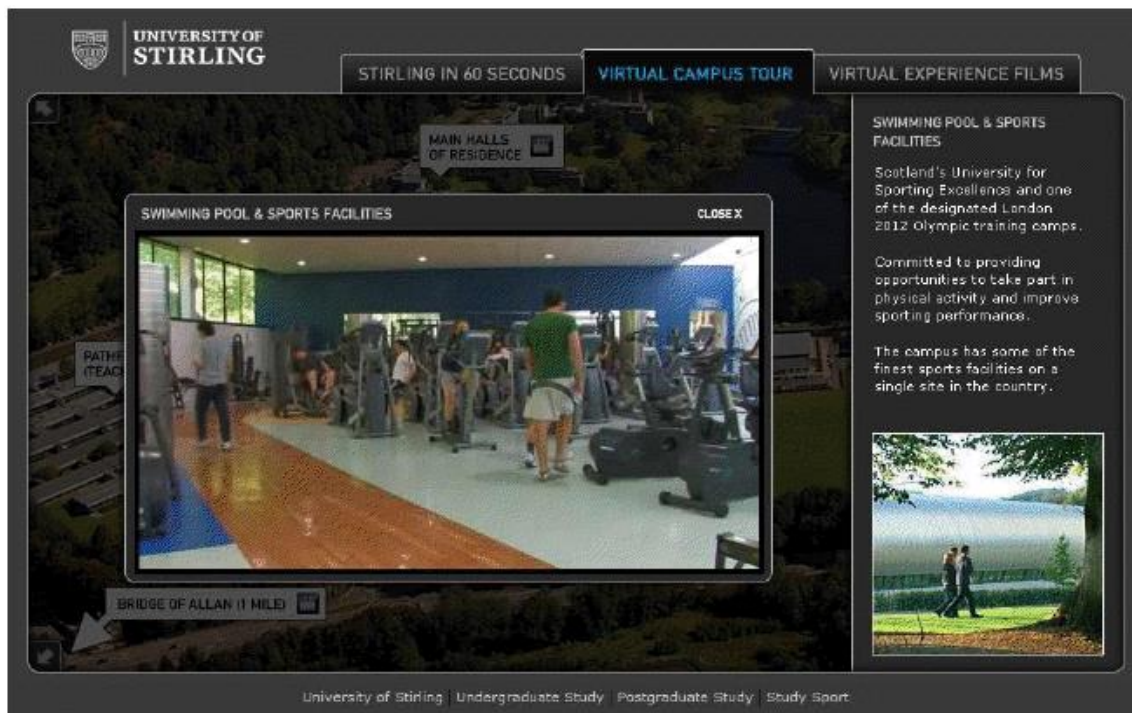 UNIVERSITY OF
STIRLING
STIRLING IN 60 SECONDS
VIRTUAL CAMPUS TOUR
VIRTUAL EXPERIENCE FILMS
MAIN HALLS
OF RESIDENCE
SWIMMING POOL & SPORTS FACILITIES
CLOSE X
PATH
(TEAC
BRIDGE OF ALLAN (1 MILE)
SWIMMING POOL & SPORTS
FACILITIES
Scotland's University for
Sporting Excellence and one
of the designated London
2012 Olympic training camps.
Committed to providing
opportunities to take part in
physical activity and improve
sporting performance.
The campus has some of the
finest sports facilities on a
single site in the country.
University of Stirling | Undergraduate Study | Postgraduate Study | Study Sport